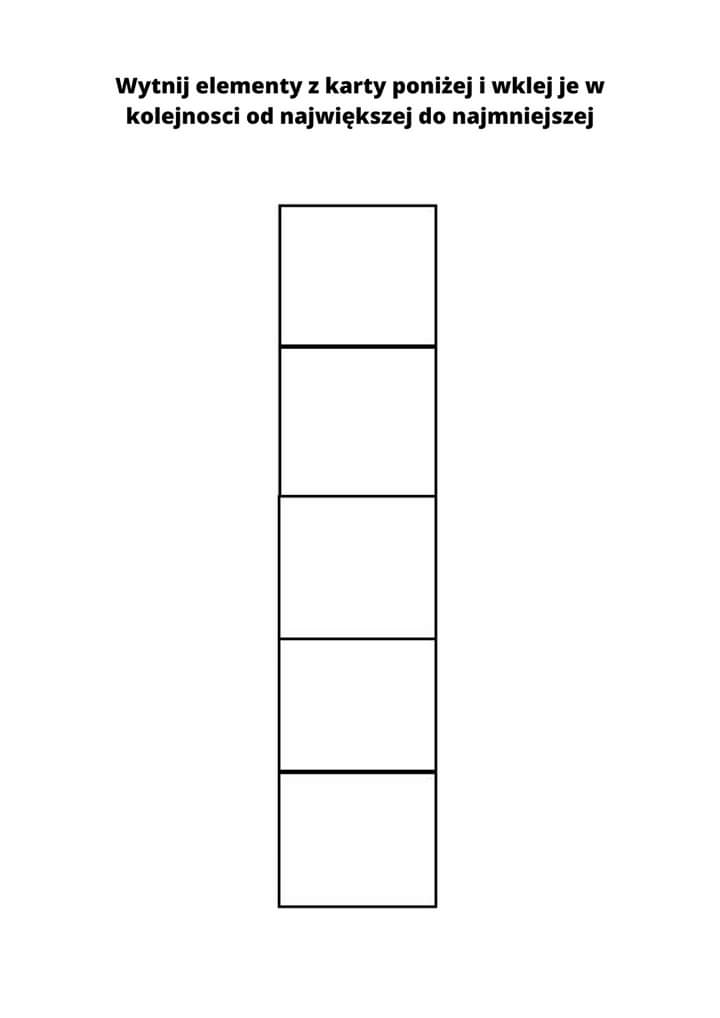 Wytnij elementy z karty poniżej i wklej je w
kolejnosci od największej do najmniejszej